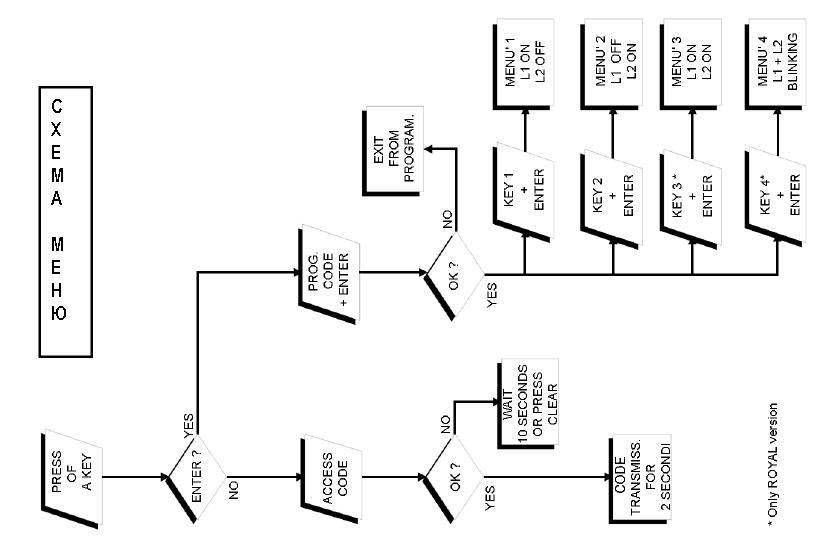 СХЕМА МЕНЮ
PRESS
OF
A KEY
ENTER ?
YES
NO
PROG.
CODE
+ ENTER
OK ?
NO
YES
EXIT
FROM
PROGRAM.
KEY 1
+
ENTER
MENU' 1
L1 ON
L2 OFF
KEY 2
+
ENTER
MENU' 2
L1 OFF
L2 ON
KEY 3 *
+
ENTER
MENU' 3
L1 ON
L2 ON
KEY 4*
+
ENTER
MENU' 4
L1 + L2
BLINKING
ACCESS
CODE
OK ?
NO
YES
WAIT
10 SECONDS
OR PRESS
CLEAR
CODE
TRANSMISS.
FOR
2 SECONDI
* Only ROYAL version